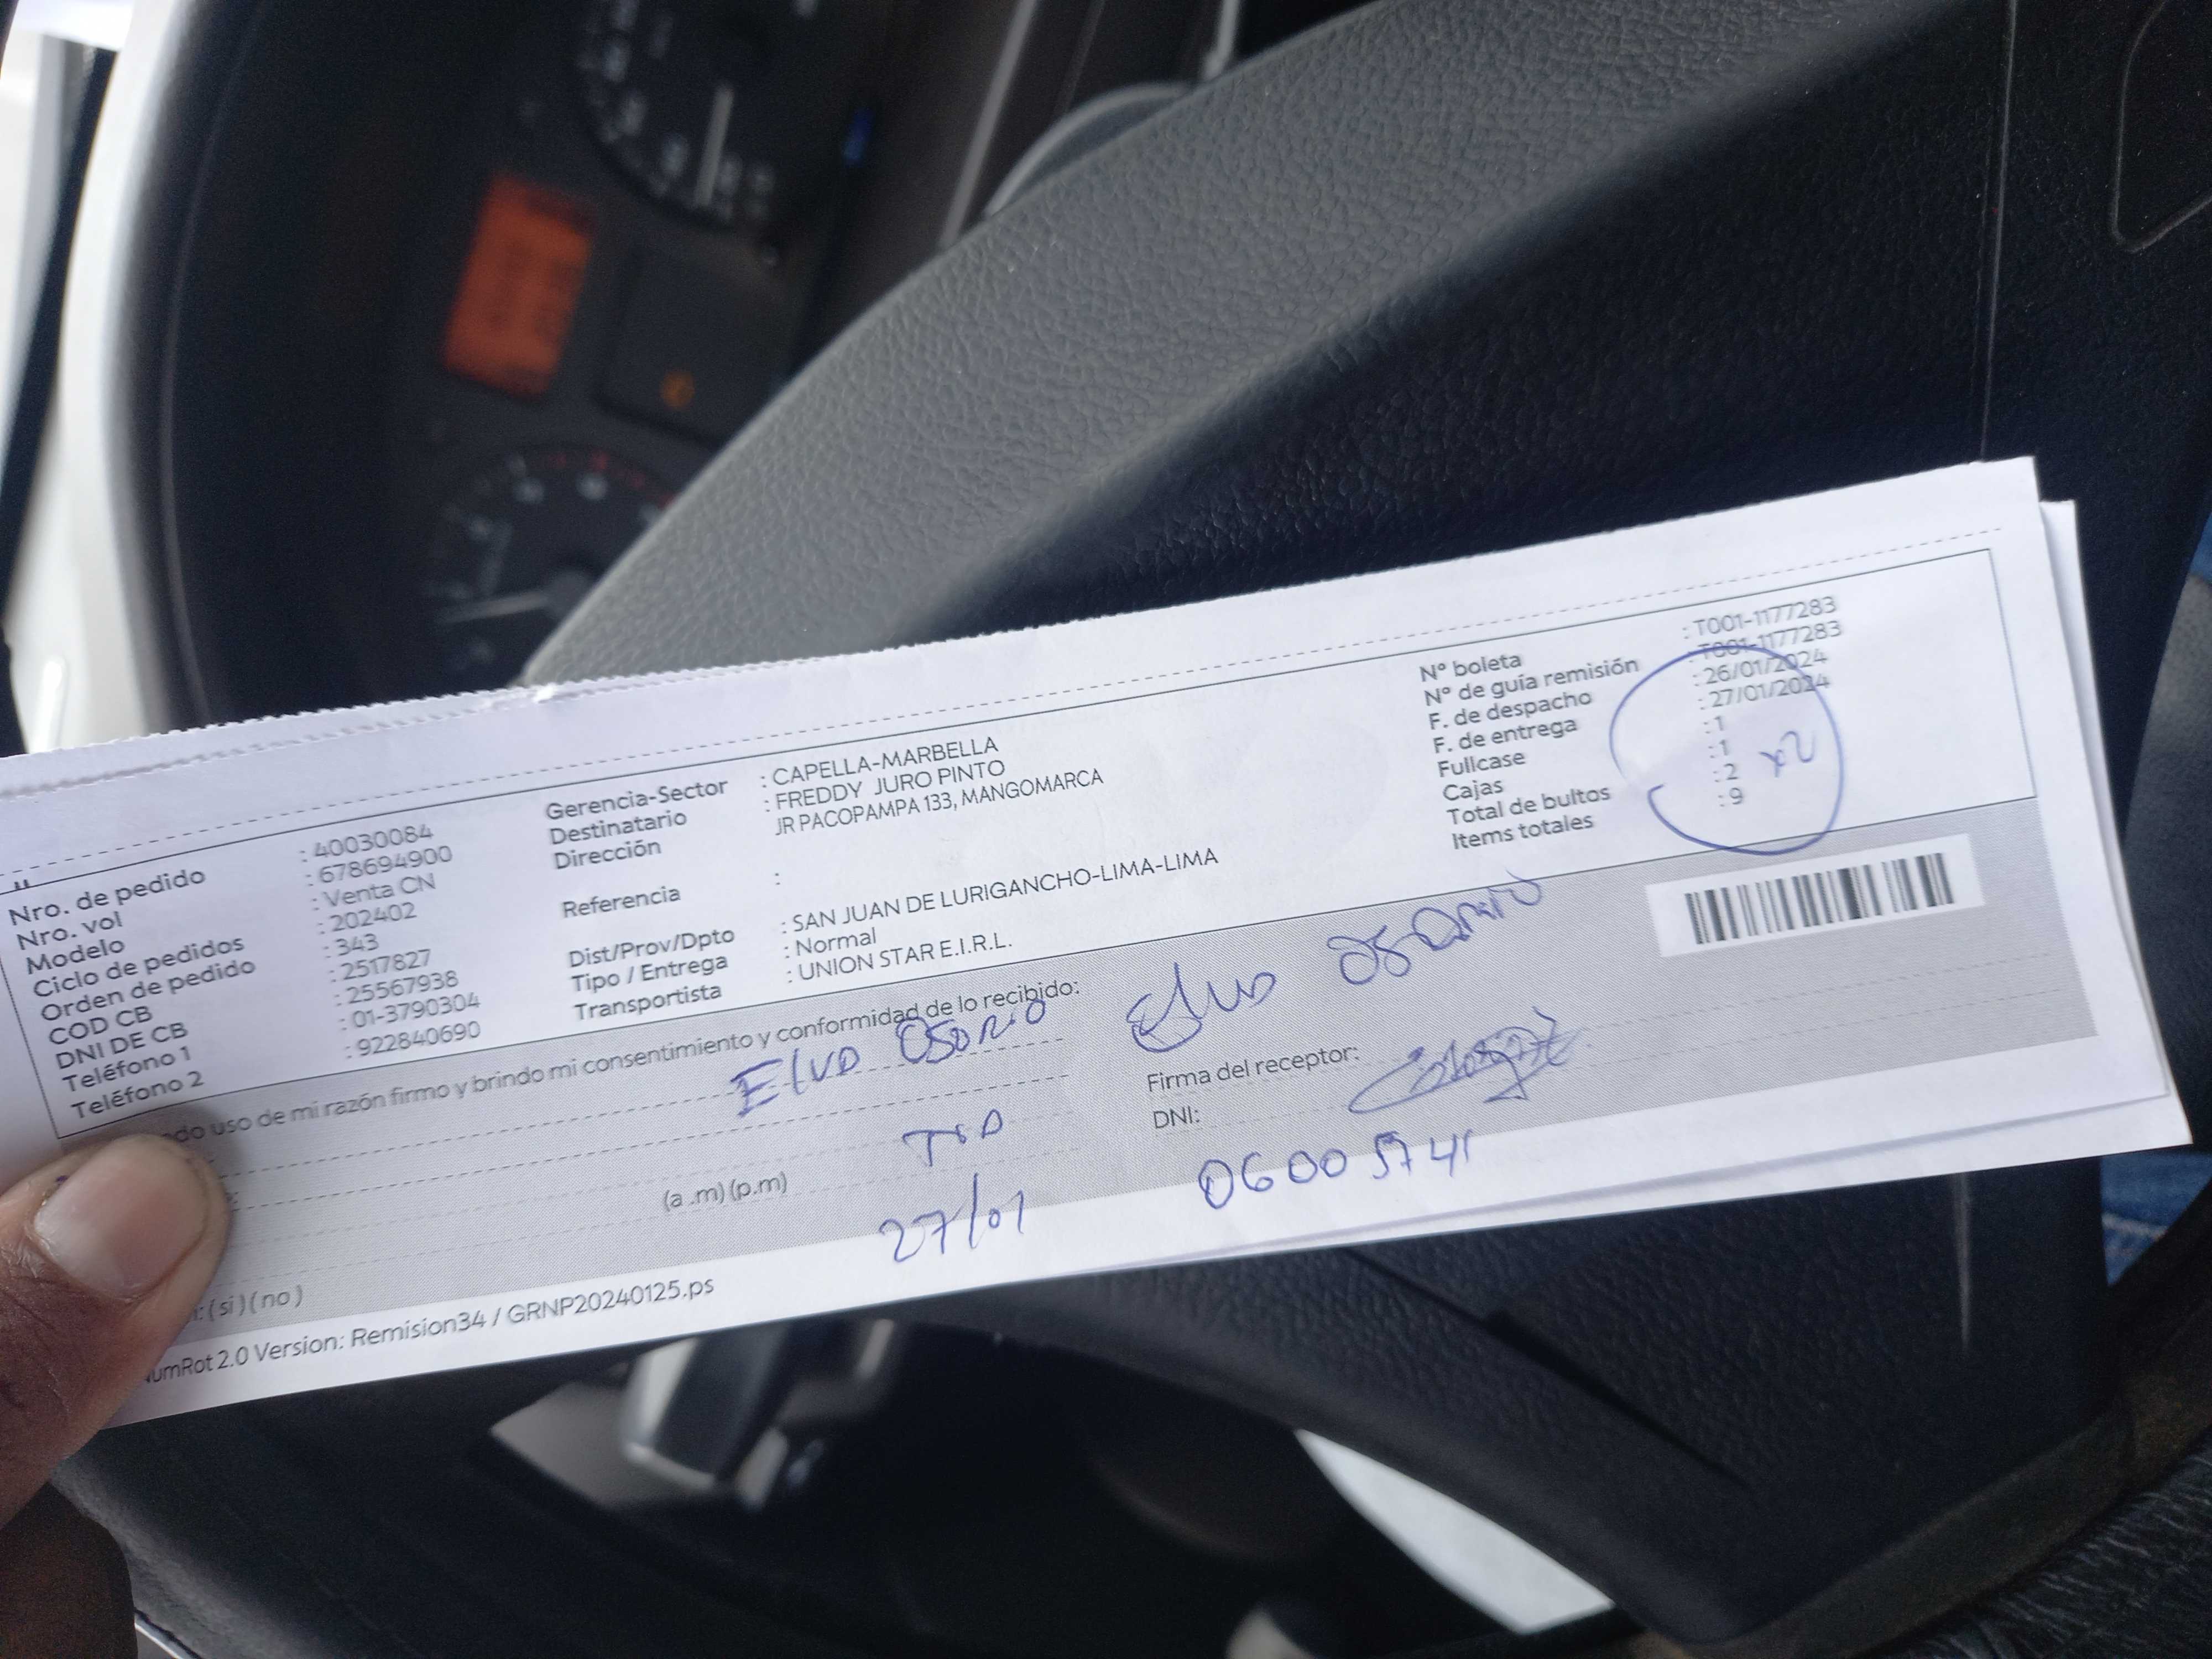 Nro. de pedido : 40030084
Nro. vol : 678694900
Modelo : Venta CN
Ciclo de pedidos : 202402
Orden de pedido : 343
COD CB : 2517827
DNI DE CB : 25567938
Teléfono 1 : 01-3790304
Teléfono 2 : 922840690
Gerencia-Sector : CAPELLA-MARBELLA
Destinatario : FREDDY JURO PINTO
Dirección JR PACOPAMPA 133, MANGOMARCA
Referencia :
Dist/Prov/Dpto : SAN JUAN DE LURIGANCHO-LIMA-LIMA
Tipo / Entrega : Normal
Transportista : UNION STAR E.I.R.L.
Nº boleta : T001-1177283
Nº de guía remisión : T001-1177283
F. de despacho : 26/01/2024
F. de entrega : 27/01/2024
Fullcase : 1
Cajas : 1
Total de bultos : 2 x2
Items totales : 9
uso de mi razón firmo y brindo mi consentimiento y conformidad de lo recibido:
Elvo Osorio
Elvo
Firma del receptor:
DNI:
(a .m) (p.m)
27/01
: (si) (no)
umRot 2.0 Version: Remision34 / GRNP20240125.ps